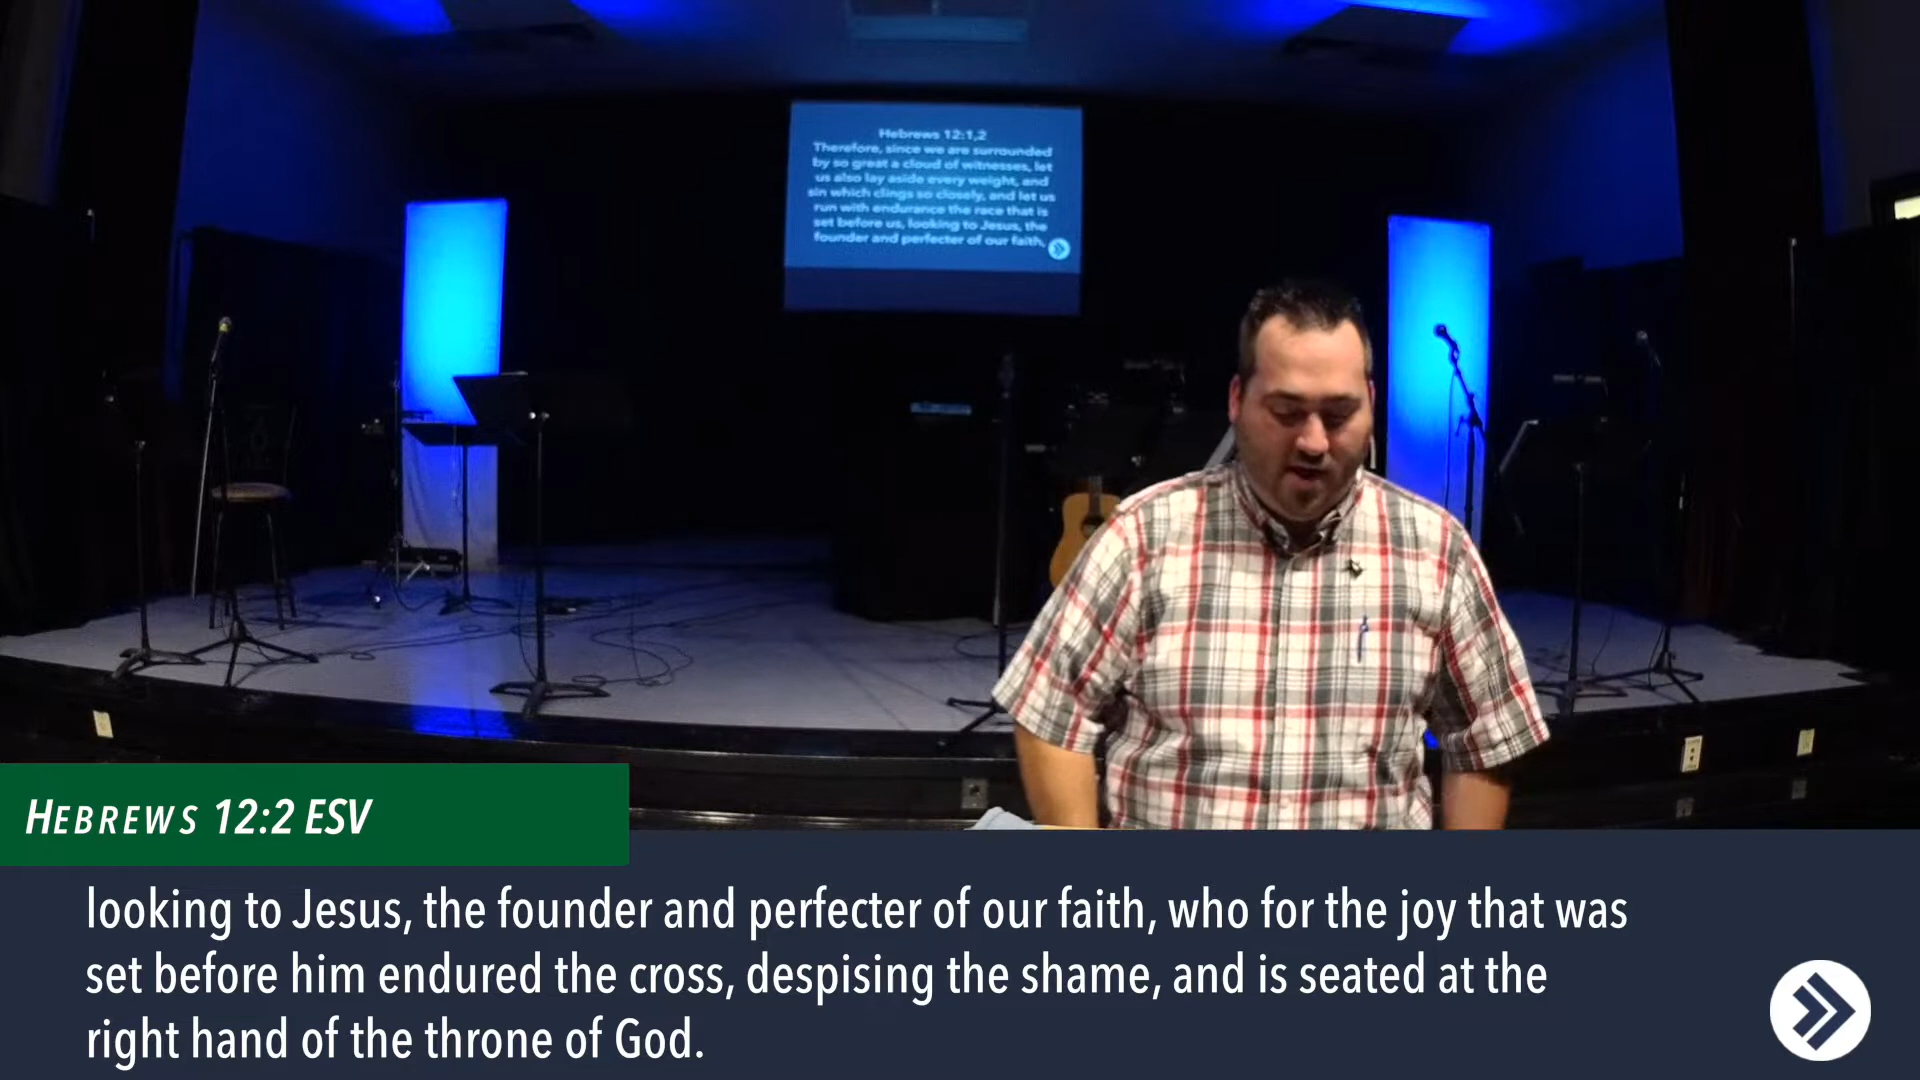 Hebrews 12:1,2
Therefore, since we are surrounded
by so great a cloud of witnesses, let
us also lay aside every weight, and
sin which clings so closely, and let us
run with endurance the race that is
set before us, looking to Jesus, the
founder and perfecter of our faith,
HEBREWS 12:2 ESV
looking to Jesus, the founder and perfecter of our faith, who for the joy that was
set before him endured the cross, despising the shame, and is seated at the
right hand of the throne of God.